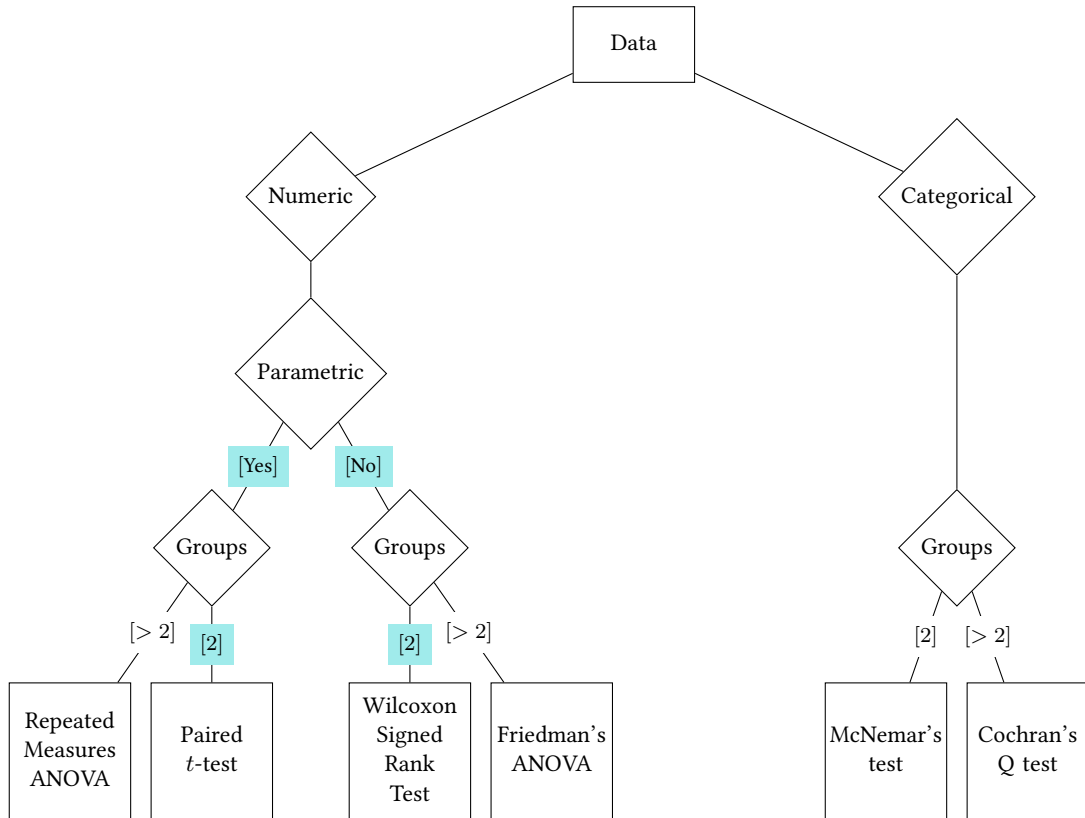 Data
Numeric
Categorical
Parametric
[Yes]
[No]
Groups
Groups
Groups
[> 2]
[2]
[2]
[> 2]
[2]
[> 2]
Repeated
Measures
ANOVA
Paired
t-test
Wilcoxon
Signed
Rank
Test
Friedman's
ANOVA
McNemar's
test
Cochran's
Q test